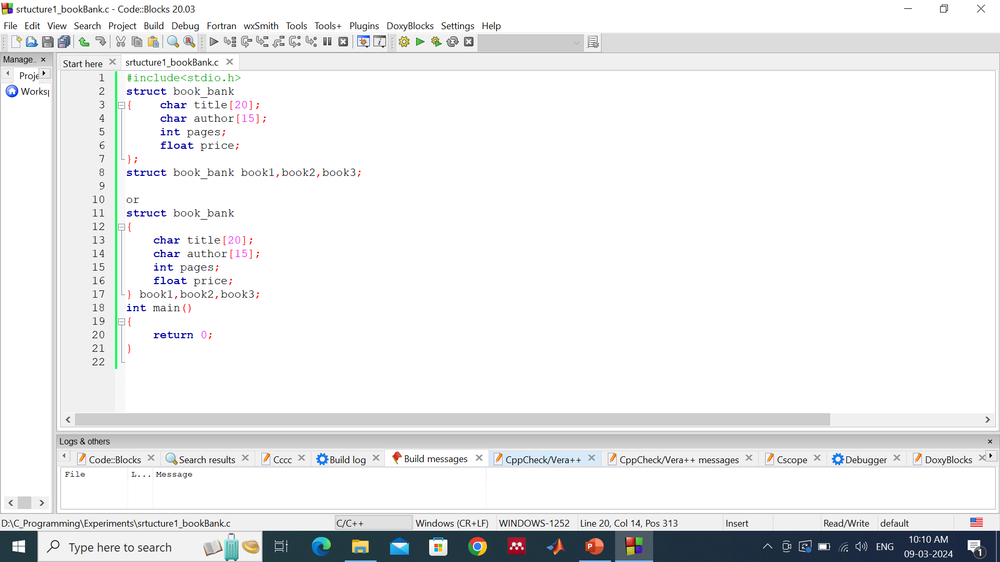 srtucture1_bookBank.c - Code::Blocks 20.03
File Edit View Search Project Build Debug Fortran wxSmith Tools Tools+ Plugins DoxyBlocks Settings Help
Manage..
Start here srtucture1_bookBank.c
Proje
Works
1 #include<stdio.h>
2 struct book_bank
3 { char title[20];
4 char author[15];
5 int pages;
6 float price;
7 };
8 struct book_bank book1,book2,book3;
9
10 or
11 struct book_bank
12 {
13 char title[20];
14 char author[15];
15 int pages;
16 float price;
17 } book1,book2,book3;
18 int main()
19 {
20 return 0;
21 }
22
Logs & others
Code::Blocks Search results Cccc Build log Build messages CppCheck/Vera++ CppCheck/Vera++ messages Cscope Debugger DoxyBlocks
File L... Message
D:\C_Programming\Experiments\srtucture1_bookBank.c C/C++ Windows (CR+LF) WINDOWS-1252 Line 20, Col 14, Pos 313 Insert Read/Write default
Type here to search
ENG
10:10 AM
09-03-2024
1